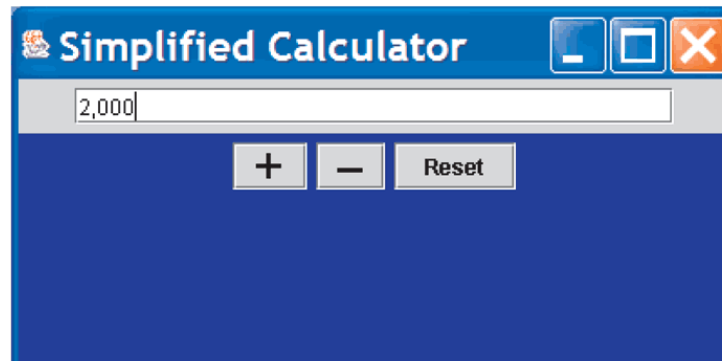 Simplified Calculator
2,000
+ – Reset